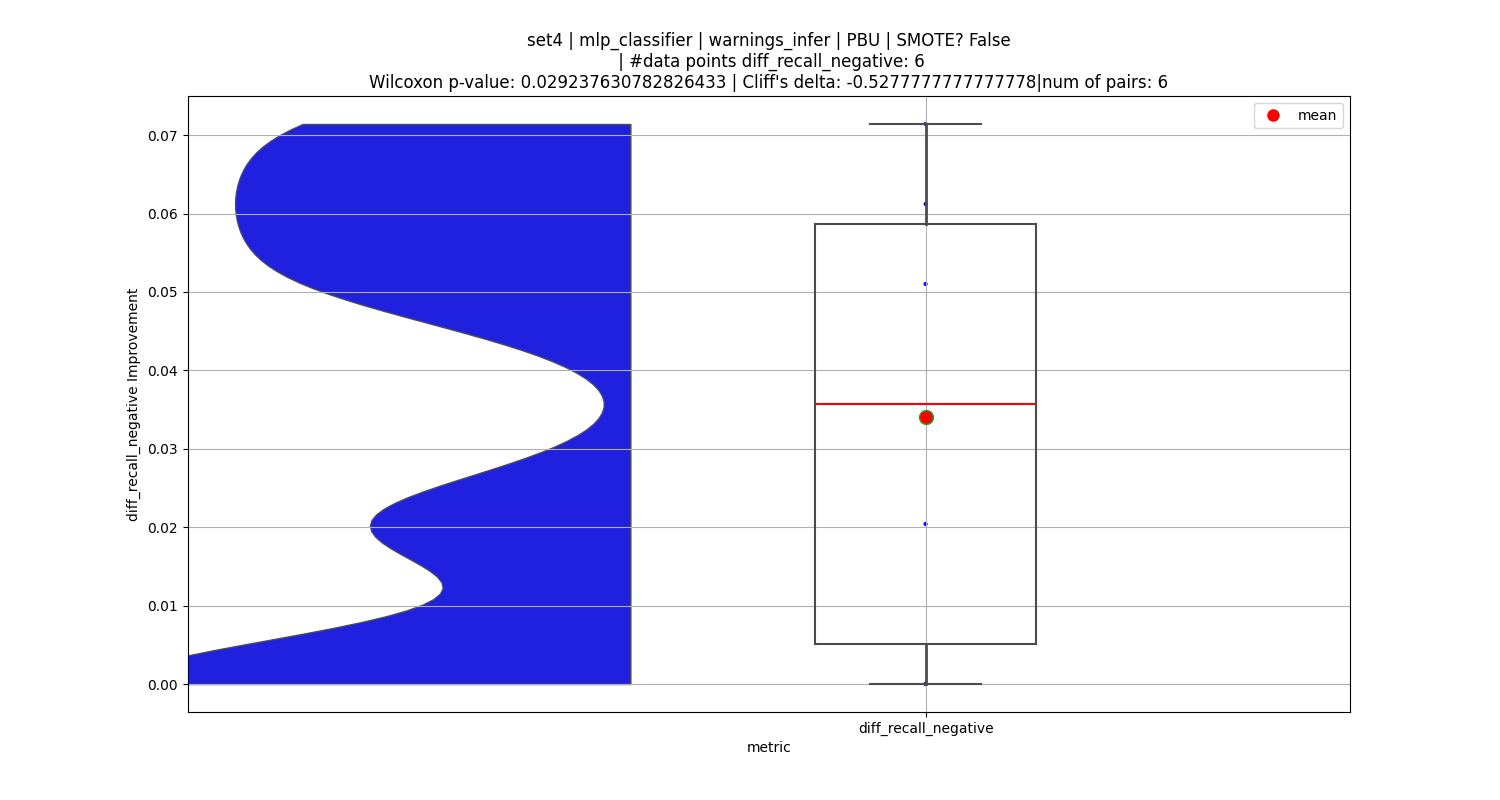 set4 | mlp_classifier | warnings_infer | PBU | SMOTE? False
| #data points diff_recall_negative: 6
Wilcoxon p-value: 0.029237630782826433 | Cliff's delta: -0.5277777777777778|num of pairs: 6
mean
0.07
0.06
0.05
0.04
0.03
0.02
0.01
0.00
diff_recall_negative Improvement
diff_recall_negative
metric